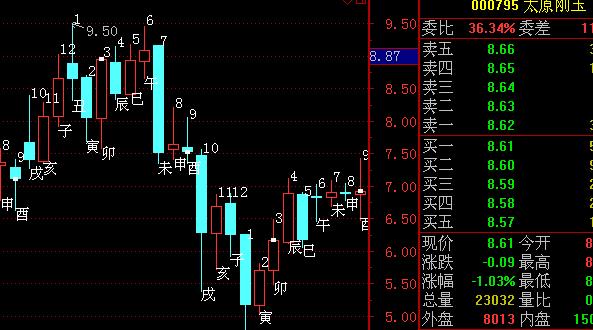 000795 太原刚玉
委比 36.34% 委差 11
卖五 8.66 3
卖四 8.65 1
卖三 8.64
卖二 8.63
卖一 8.62 3
买一 8.61 5
买二 8.60 9
买三 8.59 2
买四 8.58 2
买五 8.57 1
现价 8.61 今开 8
涨跌 -0.09 最高 8
涨幅 -1.03% 最低 8
总量 23032 量比 0
外盘 8013 内盘 150
9.50
8.87
8.50
8.00
7.50
7.00
6.50
6.00
5.50
5.00
9.50
8 9 10 11 12 1 2 3 4 5 6 7 8 9 10 11 12 1 2 3 4 5 6 7 8 9
申 酉 戌 亥 子 丑 寅 卯 辰 巳 午 未 申 酉 戌 亥 子 寅 卯 辰 巳 午 未 申 酉